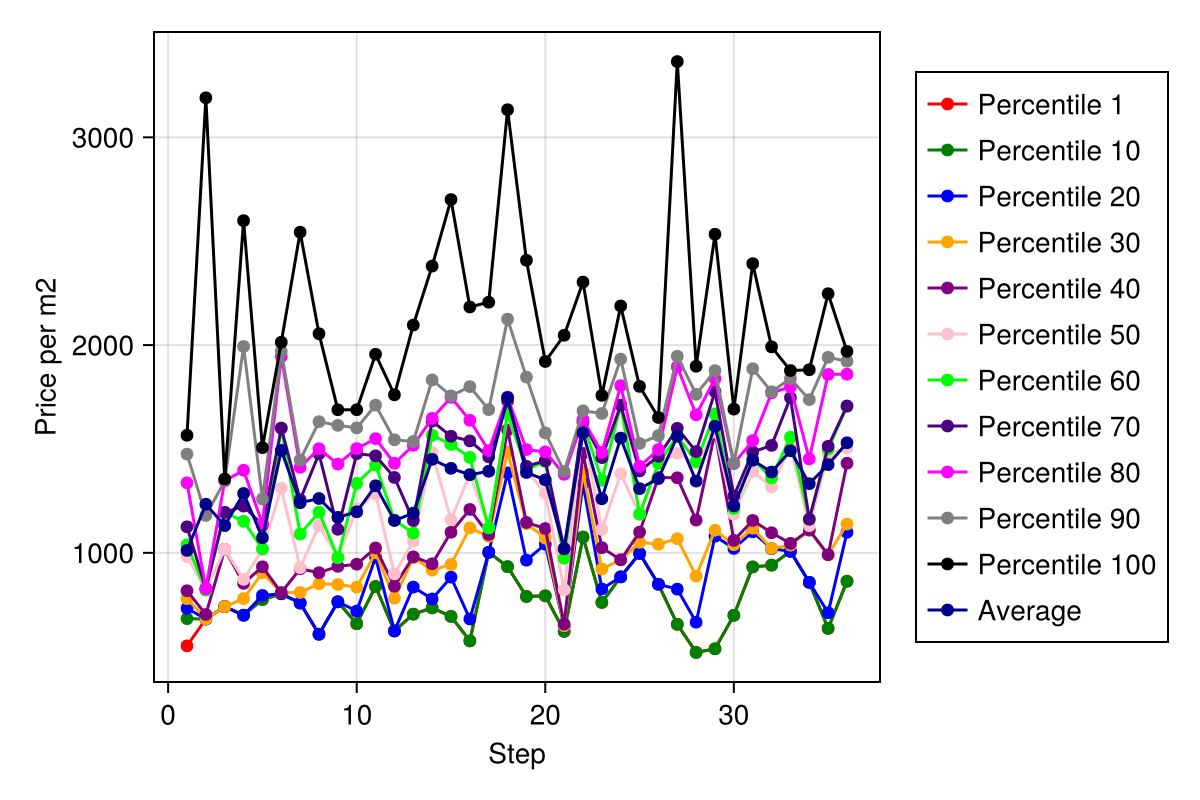 3000
2000
1000
Price per m2
0 10 20 30
Step
Percentile 1
Percentile 10
Percentile 20
Percentile 30
Percentile 40
Percentile 50
Percentile 60
Percentile 70
Percentile 80
Percentile 90
Percentile 100
Average